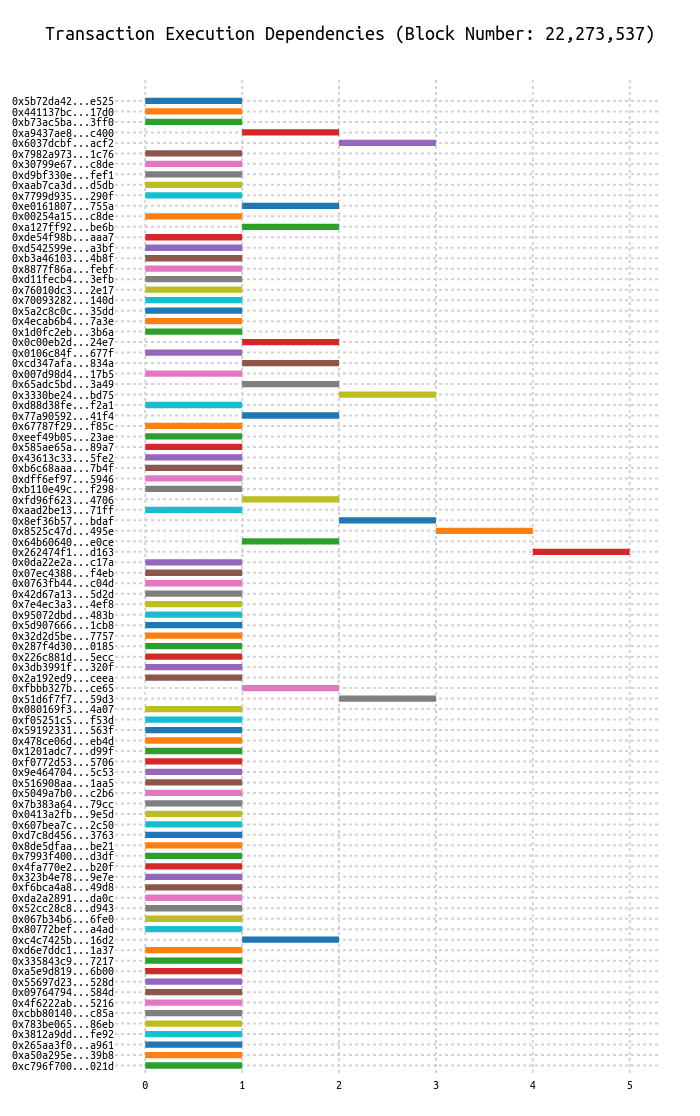 Transaction Execution Dependencies (Block Number: 22,273,537)
0x5b72da42...e525
0x441137bc...17d0
0xb73ac5ba...3ff0
0xa9437ae8...c400
0x6037dcbf...acf2
0x7982a973...1c76
0x30799e67...c8de
0xd9bf330e...fef1
0xaab7ca3d...d5db
0x7799d935...290f
0xe0161807...755a
0x00254a15...c8de
0xa127ff92...be6b
0xde54f98b...aaa7
0xd542599e...a3bf
0xb3a46103...4b8f
0x8877f86a...febf
0xd11fecb4...3efb
0x76010dc3...2e17
0x70093282...140d
0x5a2c8c0c...35dd
0x4ecab6b4...7a3e
0x1d0fc2eb...3b6a
0x0c00eb2d...24e7
0x0106c84f...677f
0xcd347afa...834a
0x007d98d4...17b5
0x65adc5bd...3a49
0x3330be24...bd75
0xd88d38fe...f2a1
0x77a90592...41f4
0x67787f29...f85c
0xeef49b05...23ae
0x585ae65a...89a7
0x43613c33...5fe2
0xb6c68aaa...7b4f
0xdff6ef97...5946
0xb110e49c...f298
0xfd96f623...4706
0xaad2be13...71ff
0x8ef36b57...bdaf
0x8525c47d...495e
0x64b60640...e0ce
0x262474f1...d163
0x0da22e2a...c17a
0x07ec4388...f4eb
0x0763fb44...c04d
0x42d67a13...5d2d
0x7e4ec3a3...4ef8
0x95072dbd...483b
0x5d907666...1cb8
0x32d2d5be...7757
0x287f4d30...0185
0x226c881d...5ecc
0x3db3991f...320f
0x2a192ed9...ceea
0xfbbb327b...ce65
0x51d6f7f7...59d3
0x080169f3...4a07
0xf05251c5...f53d
0x59192331...563f
0x478ce06d...eb4d
0x1201adc7...d99f
0xf0772d53...5706
0x9e464704...5c53
0x516908aa...1aa5
0x5049a7b0...c2b6
0x7b383a64...79cc
0x0413a2fb...9e5d
0x607bea7c...2c50
0xd7c8d456...3763
0x8de5dfaa...be21
0x7993f400...d3df
0x4fa770e2...b20f
0x323b4e78...9e7e
0xf6bca4a8...49d8
0xda2a2891...da0c
0x52cc28c8...d943
0x067b34b6...6fe0
0x80772bef...a4ad
0xc4c7425b...16d2
0xd6e7ddc1...1a37
0x335843c9...7217
0xa5e9d819...6b00
0x55697d23...528d
0x09764794...584d
0x4f6222ab...5216
0xcbb80140...c85a
0x783be065...86eb
0x3812a9dd...fe92
0x265aa3f0...a961
0xa50a295e...39b8
0xc796f700...021d
0 1 2 3 4 5